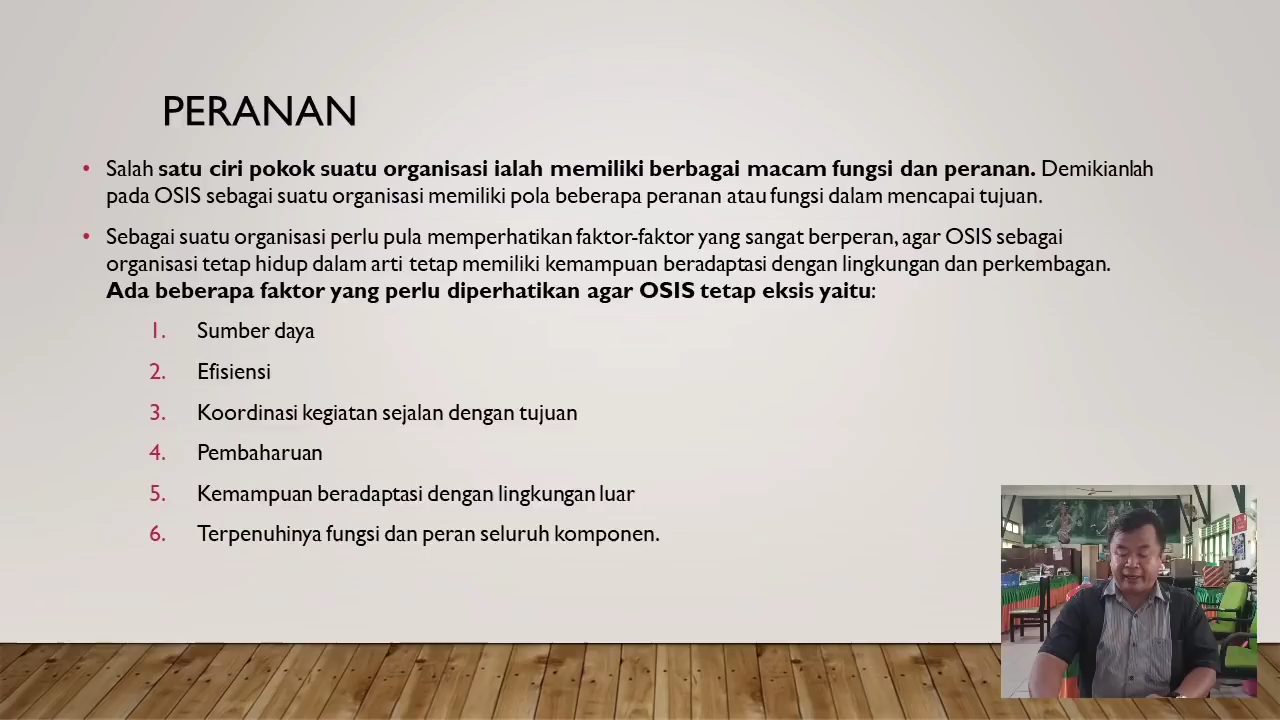 PERANAN
• Salah satu ciri pokok suatu organisasi ialah memiliki berbagai macam fungsi dan peranan. Demikianlah
pada OSIS sebagai suatu organisasi memiliki pola beberapa peranan atau fungsi dalam mencapai tujuan.
• Sebagai suatu organisasi perlu pula memperhatikan faktor-faktor yang sangat berperan, agar OSIS sebagai
organisasi tetap hidup dalam arti tetap memiliki kemampuan beradaptasi dengan lingkungan dan perkembagan.
Ada beberapa faktor yang perlu diperhatikan agar OSIS tetap eksis yaitu:
1. Sumber daya
2. Efisiensi
3. Koordinasi kegiatan sejalan dengan tujuan
4. Pembaharuan
5. Kemampuan beradaptasi dengan lingkungan luar
6. Terpenuhinya fungsi dan peran seluruh komponen.